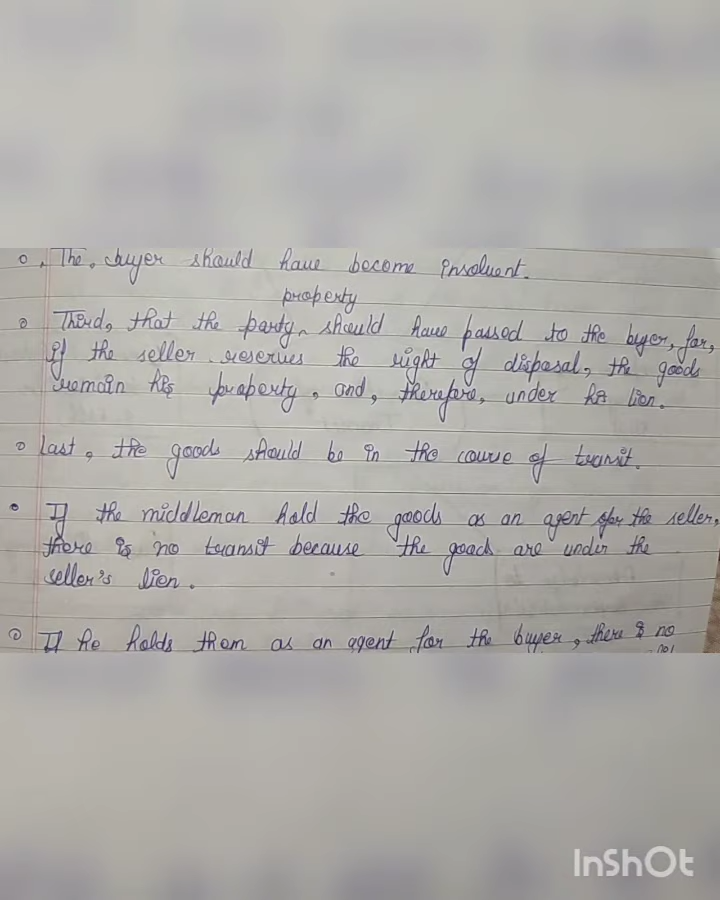 The buyer should have become insolvent.
property
Third, that the party should have passed to the buyer, for,
if the seller reserves the right of disposal, the goods
remain his property, and, therefore, under his lien.
Last, the goods should be in the course of transit.
If the middleman hold the goods as an agent for the seller,
there is no transit because the goods are under the
seller's lien.
If he holds them as an agent for the buyer, there is no
InShOt